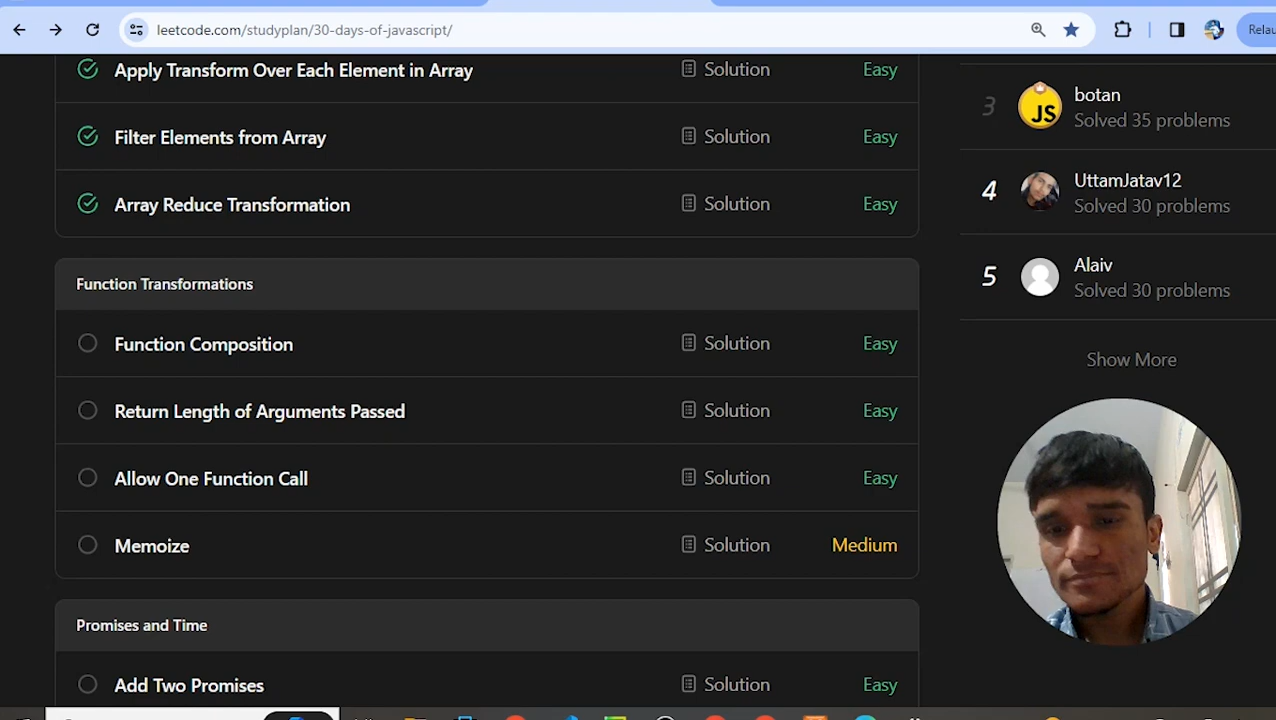 leetcode.com/studyplan/30-days-of-javascript/
Relau
Apply Transform Over Each Element in Array Solution Easy
Filter Elements from Array Solution Easy
Array Reduce Transformation Solution Easy
Function Transformations
Function Composition Solution Easy
Return Length of Arguments Passed Solution Easy
Allow One Function Call Solution Easy
Memoize Solution Medium
Promises and Time
Add Two Promises Solution Easy
3 JS botan
Solved 35 problems
4 UttamJatav12
Solved 30 problems
5 Alaiv
Solved 30 problems
Show More